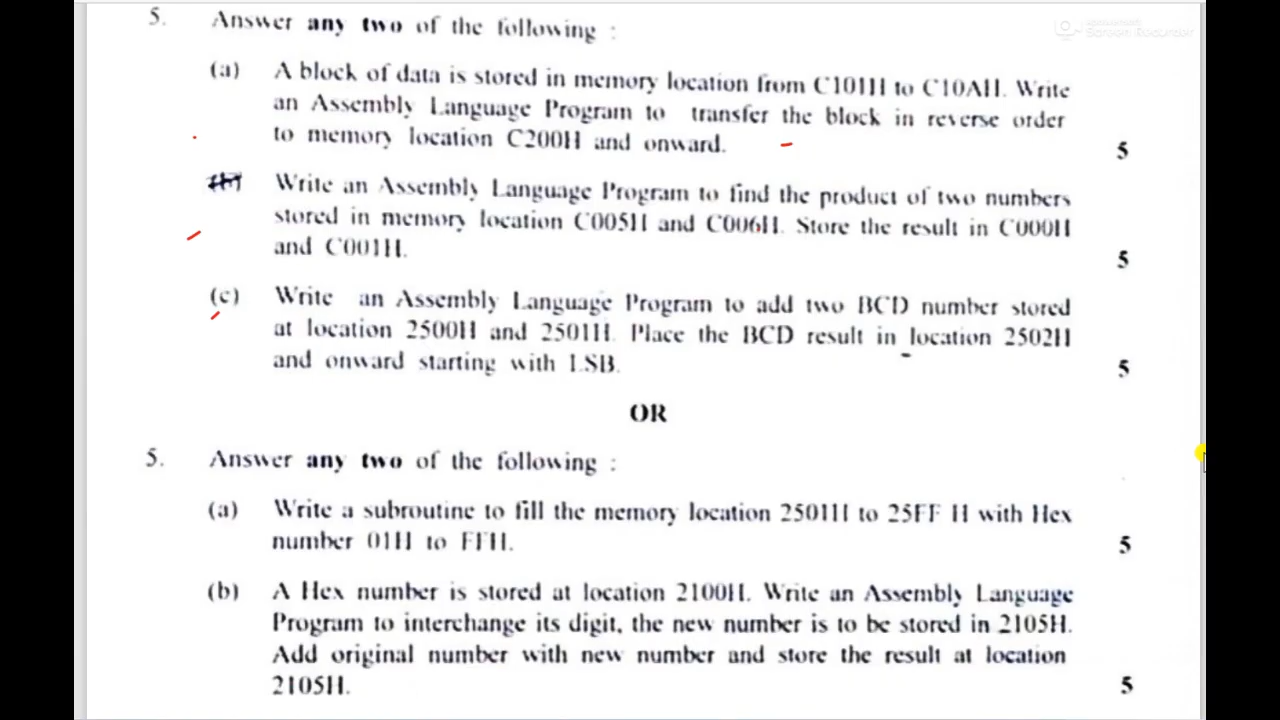 Screen Recorder
5. Answer any two of the following :
(a) A block of data is stored in memory location from C101H to C10AH. Write
an Assembly Language Program to transfer the block in reverse order
to memory location C200H and onward. 5
(b) Write an Assembly Language Program to find the product of two numbers
stored in memory location C005H and C006H. Store the result in C000H
and C001H. 5
(c) Write an Assembly Language Program to add two BCD number stored
at location 2500H and 2501H. Place the BCD result in location 2502H
and onward starting with LSB. 5
OR
5. Answer any two of the following :
(a) Write a subroutine to fill the memory location 2501H to 25FF H with Hex
number 01H to FFH. 5
(b) A Hex number is stored at location 2100H. Write an Assembly Language
Program to interchange its digit, the new number is to be stored in 2105H.
Add original number with new number and store the result at location
2105H. 5